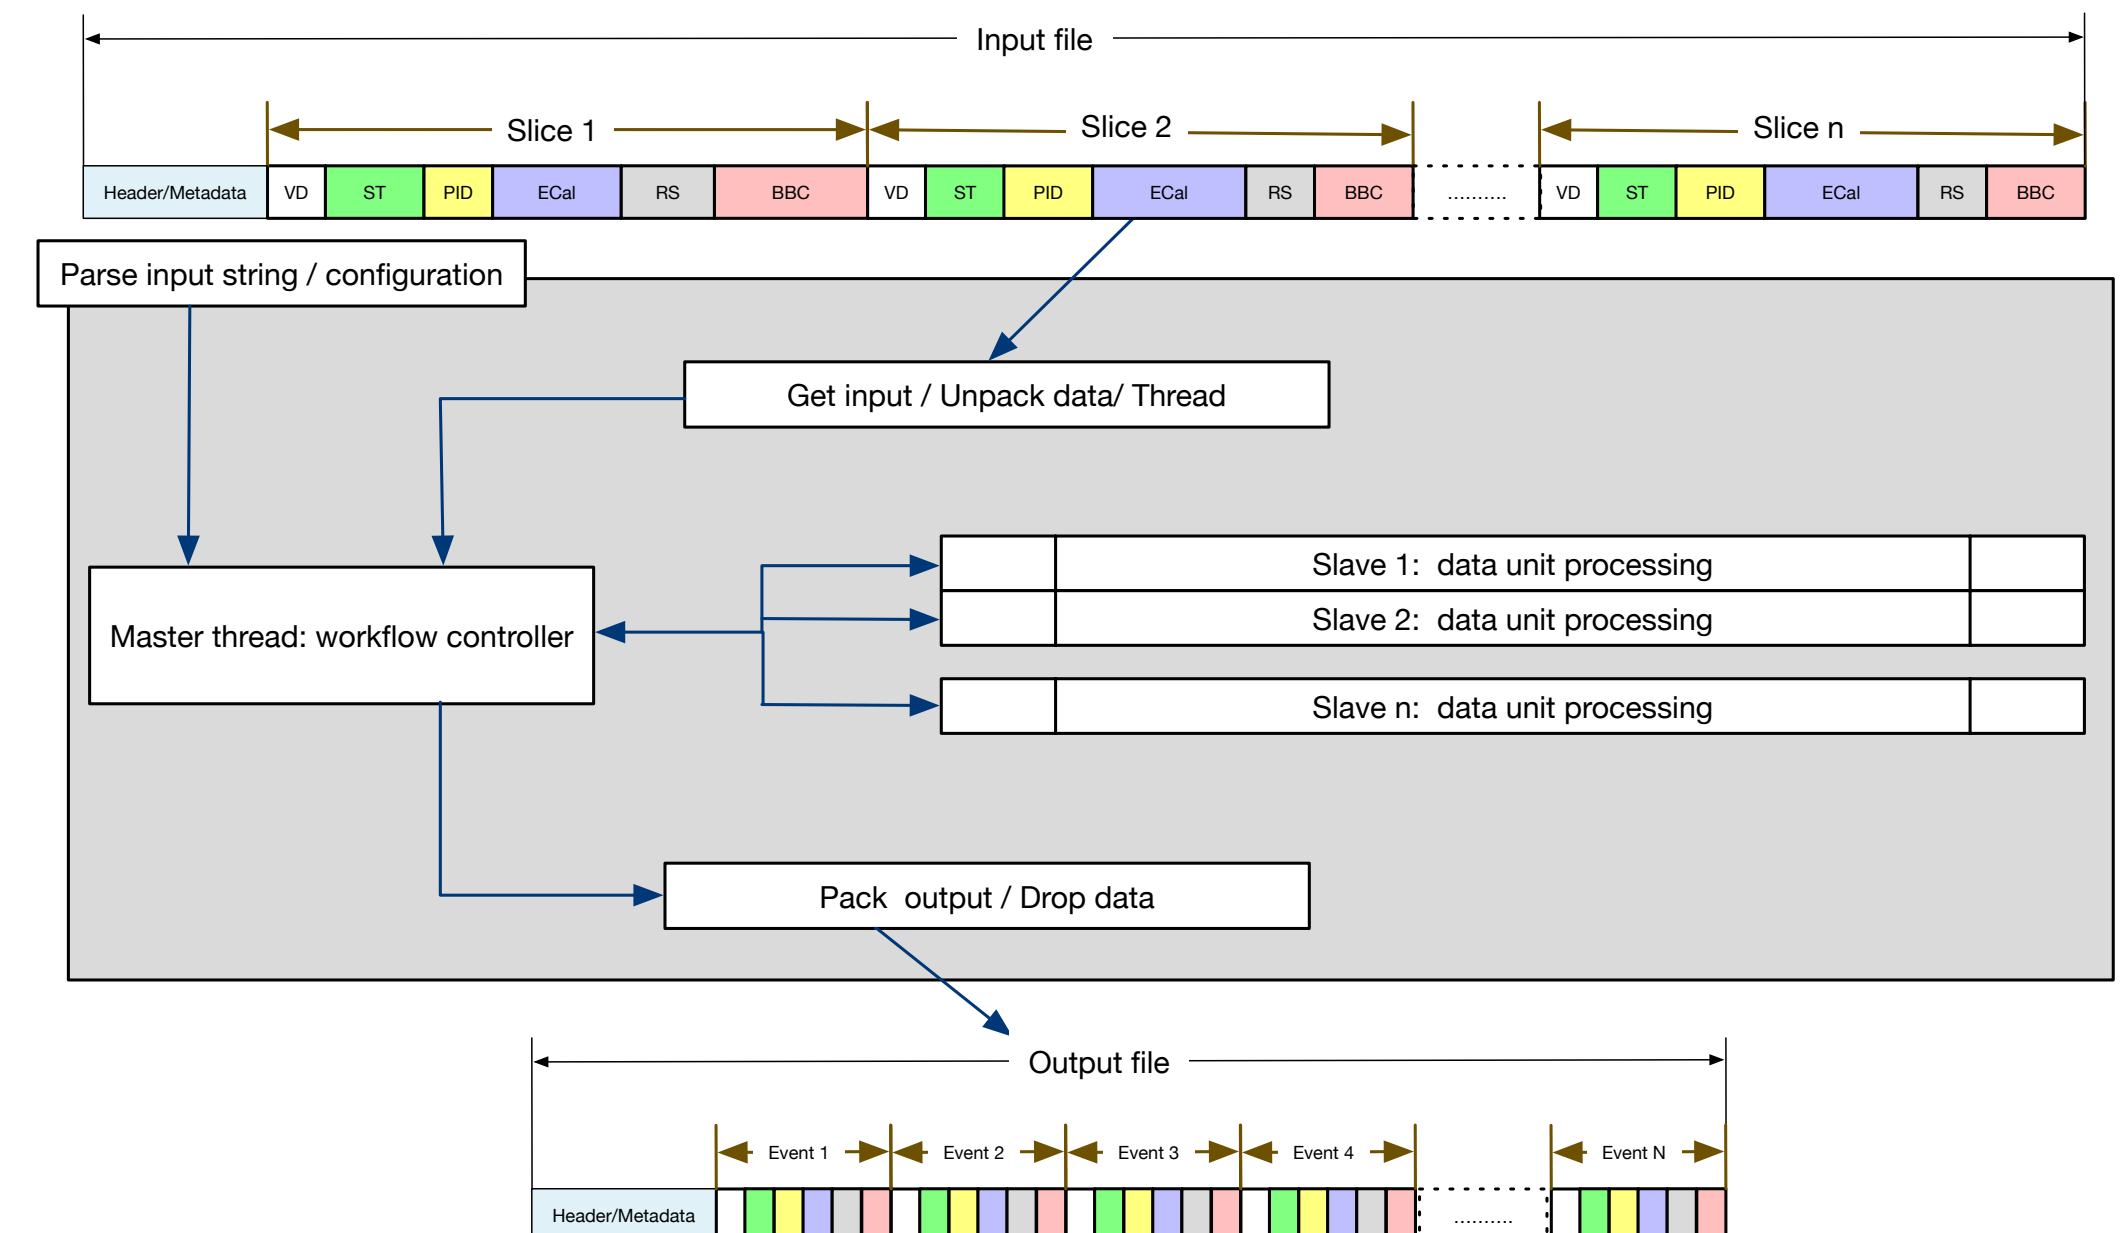 Input file
Slice 1 Slice 2 Slice n
Header/Metadata VD ST PID ECal RS BBC VD ST PID ECal RS BBC .......... VD ST PID ECal RS BBC
Parse input string / configuration
Get input / Unpack data/ Thread
Slave 1: data unit processing
Slave 2: data unit processing
Master thread: workflow controller
Slave n: data unit processing
Pack output / Drop data
Output file
Event 1 Event 2 Event 3 Event 4 Event N
Header/Metadata ..........